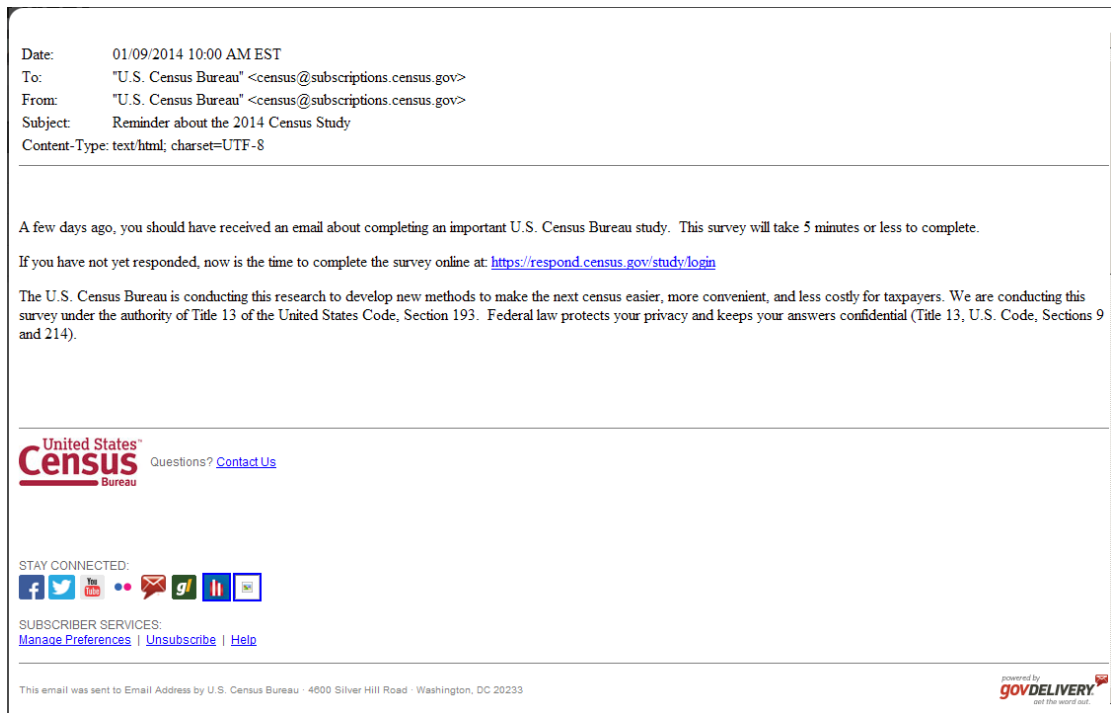 Date: 01/09/2014 10:00 AM EST
To: "U.S. Census Bureau" <census@subscriptions.census.gov>
From: "U.S. Census Bureau" <census@subscriptions.census.gov>
Subject: Reminder about the 2014 Census Study
Content-Type: text/html; charset=UTF-8
A few days ago, you should have received an email about completing an important U.S. Census Bureau study.  This survey will take 5 minutes or less to complete.
If you have not yet responded, now is the time to complete the survey online at: https://respond.census.gov/study/login
The U.S. Census Bureau is conducting this research to develop new methods to make the next census easier, more convenient, and less costly for taxpayers. We are conducting this
survey under the authority of Title 13 of the United States Code, Section 193.  Federal law protects your privacy and keeps your answers confidential (Title 13, U.S. Code, Sections 9
and 214).
United States™
Census
Bureau
Questions? Contact Us
STAY CONNECTED:
f You Tube g/
SUBSCRIBER SERVICES:
Manage Preferences | Unsubscribe | Help
This email was sent to Email Address by U.S. Census Bureau · 4600 Silver Hill Road · Washington, DC 20233
powered by
GOVDELIVERY
get the word out.